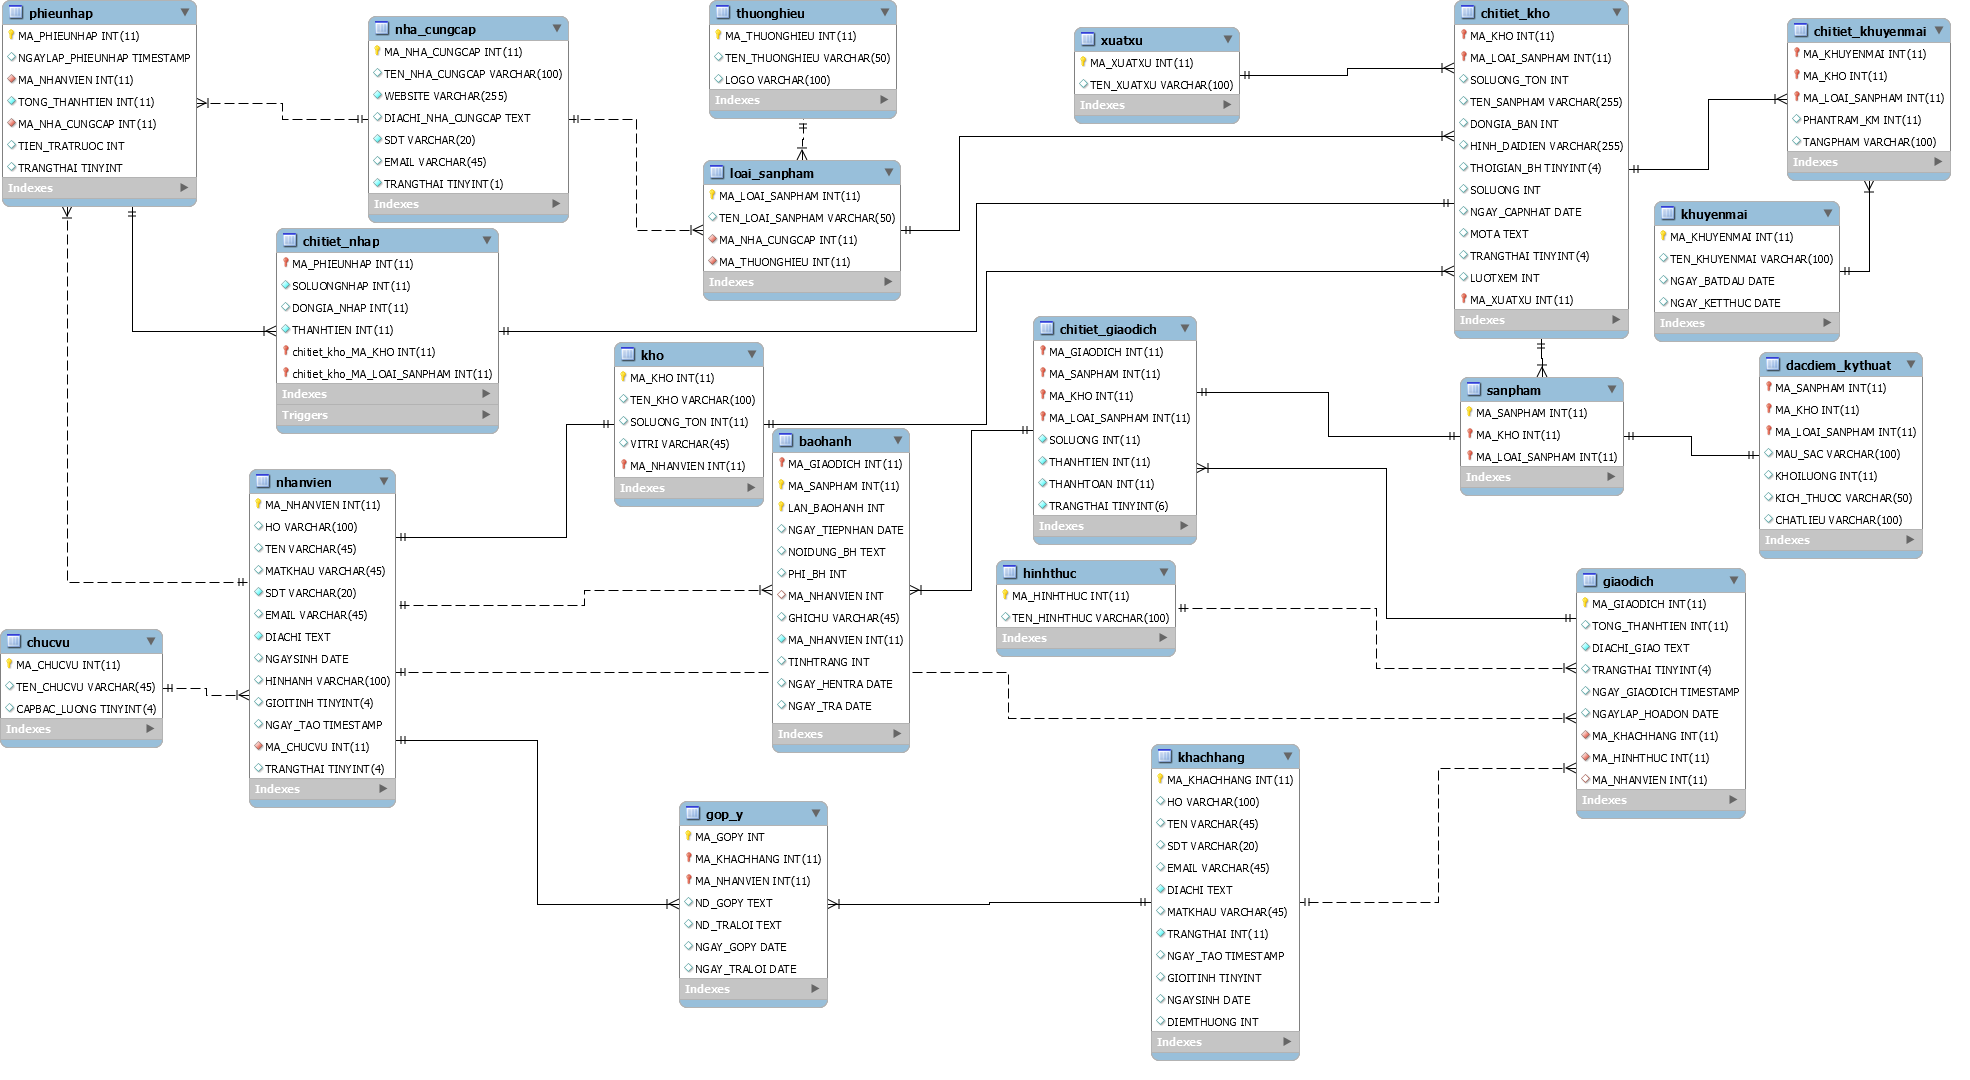 phieunhap
MA_PHIEUNHAP INT(11)
NGAYLAP_PHIEUNHAP TIMESTAMP
MA_NHANVIEN INT(11)
TONG_THANHTIEN INT(11)
MA_NHA_CUNGCAP INT(11)
TIEN_TRATRUOC INT
TRANGTHAI TINYINT
Indexes
nha_cungcap
MA_NHA_CUNGCAP INT(11)
TEN_NHA_CUNGCAP VARCHAR(100)
WEBSITE VARCHAR(255)
DIACHI_NHA_CUNGCAP TEXT
SDT VARCHAR(20)
EMAIL VARCHAR(45)
TRANGTHAI TINYINT(1)
Indexes
thuonghieu
MA_THUONGHIEU INT(11)
TEN_THUONGHIEU VARCHAR(50)
LOGO VARCHAR(100)
Indexes
xuatxu
MA_XUATXU INT(11)
TEN_XUATXU VARCHAR(100)
Indexes
chitiet_kho
MA_KHO INT(11)
MA_LOAI_SANPHAM INT(11)
SOLUONG_TON INT
TEN_SANPHAM VARCHAR(255)
DONGIA_BAN INT
HINH_DAIDIEN VARCHAR(255)
THOIGIAN_BH TINYINT(4)
SOLUONG INT
NGAY_CAPNHAT DATE
MOTA TEXT
TRANGTHAI TINYINT(4)
LUOTXEM INT
MA_XUATXU INT(11)
Indexes
chitiet_khuyenmai
MA_KHUYENMAI INT(11)
MA_KHO INT(11)
MA_LOAI_SANPHAM INT(11)
PHANTRAM_KM INT(11)
TANGPHAM VARCHAR(100)
Indexes
loai_sanpham
MA_LOAI_SANPHAM INT(11)
TEN_LOAI_SANPHAM VARCHAR(50)
MA_NHA_CUNGCAP INT(11)
MA_THUONGHIEU INT(11)
Indexes
khuyenmai
MA_KHUYENMAI INT(11)
TEN_KHUYENMAI VARCHAR(100)
NGAY_BATDAU DATE
NGAY_KETTHUC DATE
Indexes
chitiet_nhap
MA_PHIEUNHAP INT(11)
SOLUONGNHAP INT(11)
DONGIA_NHAP INT(11)
THANHTIEN INT(11)
chitiet_kho_MA_KHO INT(11)
chitiet_kho_MA_LOAI_SANPHAM INT(11)
Indexes
Triggers
kho
MA_KHO INT(11)
TEN_KHO VARCHAR(100)
SOLUONG_TON INT(11)
VITRI VARCHAR(45)
MA_NHANVIEN INT(11)
Indexes
chitiet_giaodich
MA_GIAODICH INT(11)
MA_SANPHAM INT(11)
MA_KHO INT(11)
MA_LOAI_SANPHAM INT(11)
SOLUONG INT(11)
THANHTIEN INT(11)
THANHTOAN INT(11)
TRANGTHAI TINYINT(6)
Indexes
sanpham
MA_SANPHAM INT(11)
MA_KHO INT(11)
MA_LOAI_SANPHAM INT(11)
Indexes
dacdiem_kythuat
MA_SANPHAM INT(11)
MA_KHO INT(11)
MA_LOAI_SANPHAM INT(11)
MAU_SAC VARCHAR(100)
KHOILUONG INT(11)
KICH_THUOC VARCHAR(50)
CHATLIEU VARCHAR(100)
Indexes
baohanh
MA_GIAODICH INT(11)
MA_SANPHAM INT(11)
LAN_BAOHANH INT
NGAY_TIEPNHAN DATE
NOIDUNG_BH TEXT
PHI_BH INT
MA_NHANVIEN INT
GHICHU VARCHAR(45)
MA_NHANVIEN INT(11)
TINHTRANG INT
NGAY_HENTRA DATE
NGAY_TRA DATE
Indexes
nhanvien
MA_NHANVIEN INT(11)
HO VARCHAR(100)
TEN VARCHAR(45)
MATKHAU VARCHAR(45)
SDT VARCHAR(20)
EMAIL VARCHAR(45)
DIACHI TEXT
NGAYSINH DATE
HINHANH VARCHAR(100)
GIOITINH TINYINT(4)
NGAY_TAO TIMESTAMP
MA_CHUCVU INT(11)
TRANGTHAI TINYINT(4)
Indexes
hinhthuc
MA_HINHTHUC INT(11)
TEN_HINHTHUC VARCHAR(100)
Indexes
giaodich
MA_GIAODICH INT(11)
TONG_THANHTIEN INT(11)
DIACHI_GIAO TEXT
TRANGTHAI TINYINT(4)
NGAY_GIAODICH TIMESTAMP
NGAYLAP_HOADON DATE
MA_KHACHHANG INT(11)
MA_HINHTHUC INT(11)
MA_NHANVIEN INT(11)
Indexes
chucvu
MA_CHUCVU INT(11)
TEN_CHUCVU VARCHAR(45)
CAPBAC_LUONG TINYINT(4)
Indexes
khachhang
MA_KHACHHANG INT(11)
HO VARCHAR(100)
TEN VARCHAR(45)
SDT VARCHAR(20)
EMAIL VARCHAR(45)
DIACHI TEXT
MATKHAU VARCHAR(45)
TRANGTHAI INT(11)
NGAY_TAO TIMESTAMP
GIOITINH TINYINT
NGAYSINH DATE
DIEMTHUONG INT
Indexes
gop_y
MA_GOPY INT
MA_KHACHHANG INT(11)
MA_NHANVIEN INT(11)
ND_GOPY TEXT
ND_TRALOI TEXT
NGAY_GOPY DATE
NGAY_TRALOI DATE
Indexes